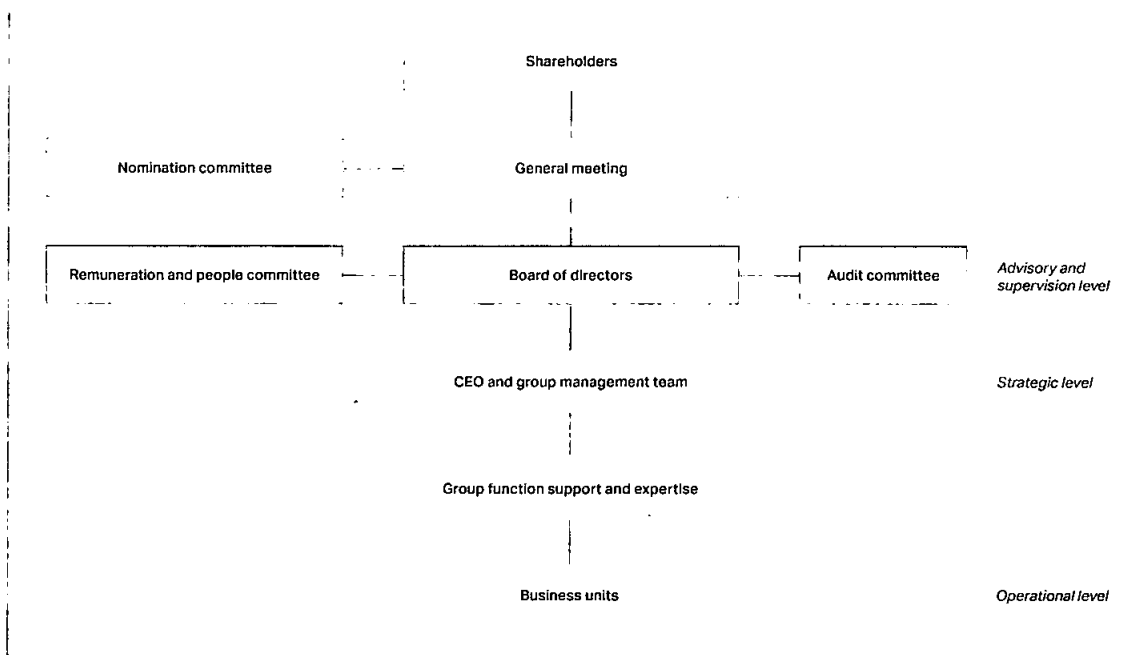 Shareholders
Nomination committee
General meeting
Remuneration and people committee
Board of directors
Audit committee
Advisory and
supervision level
CEO and group management team
Strategic level
Group function support and expertise
Business units
Operational level